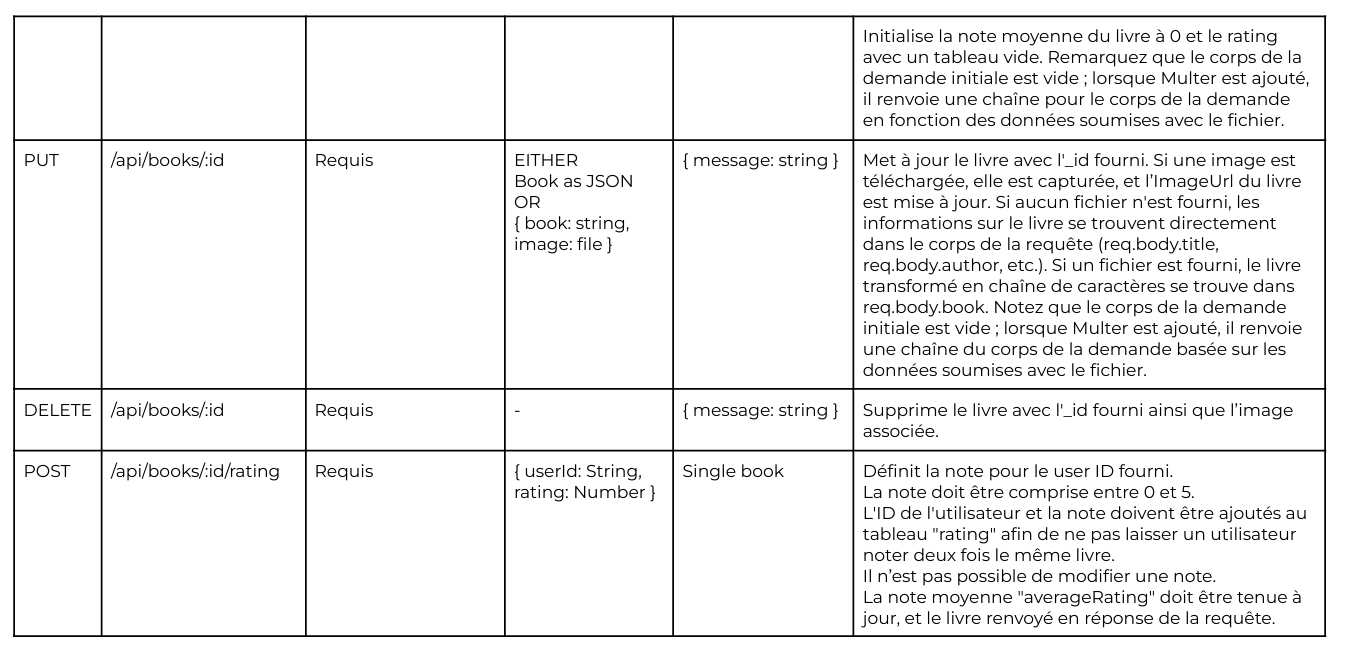 Initialise la note moyenne du livre à 0 et le rating
avec un tableau vide. Remarquez que le corps de la
demande initiale est vide ; lorsque Multer est ajouté,
il renvoie une chaîne pour le corps de la demande
en fonction des données soumises avec le fichier.
PUT
/api/books/:id
Requis
EITHER
Book as JSON
OR
{ book: string,
image: file }
{ message: string }
Met à jour le livre avec l'_id fourni. Si une image est
téléchargée, elle est capturée, et l’ImageUrl du livre
est mise à jour. Si aucun fichier n'est fourni, les
informations sur le livre se trouvent directement
dans le corps de la requête (req.body.title,
req.body.author, etc.). Si un fichier est fourni, le livre
transformé en chaîne de caractères se trouve dans
req.body.book. Notez que le corps de la demande
initiale est vide ; lorsque Multer est ajouté, il renvoie
une chaîne du corps de la demande basée sur les
données soumises avec le fichier.
DELETE
/api/books/:id
Requis
-
{ message: string }
Supprime le livre avec l'_id fourni ainsi que l’image
associée.
POST
/api/books/:id/rating
Requis
{ userId: String,
rating: Number }
Single book
Définit la note pour le user ID fourni.
La note doit être comprise entre 0 et 5.
L'ID de l'utilisateur et la note doivent être ajoutés au
tableau "rating" afin de ne pas laisser un utilisateur
noter deux fois le même livre.
Il n’est pas possible de modifier une note.
La note moyenne "averageRating" doit être tenue à
jour, et le livre renvoyé en réponse de la requête.